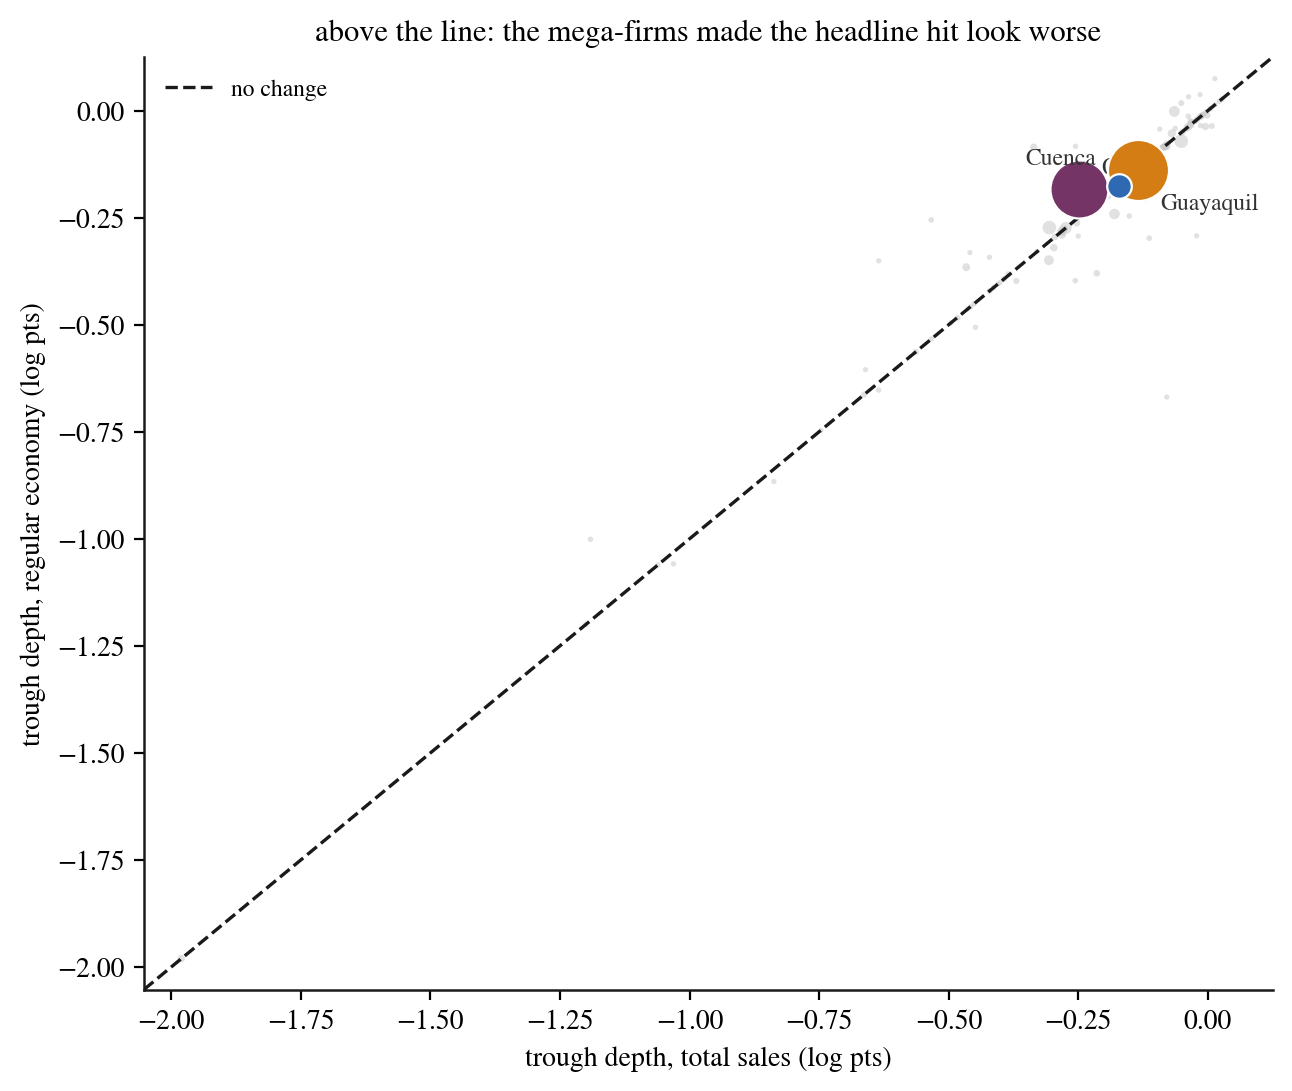 above the line: the mega-firms made the headline hit look worse
no change
0.00
−0.25
−0.50
−0.75
−1.00
−1.25
−1.50
−1.75
−2.00
trough depth, regular economy (log pts)
Cuenca
Guayaquil
−2.00 −1.75 −1.50 −1.25 −1.00 −0.75 −0.50 −0.25 0.00
trough depth, total sales (log pts)